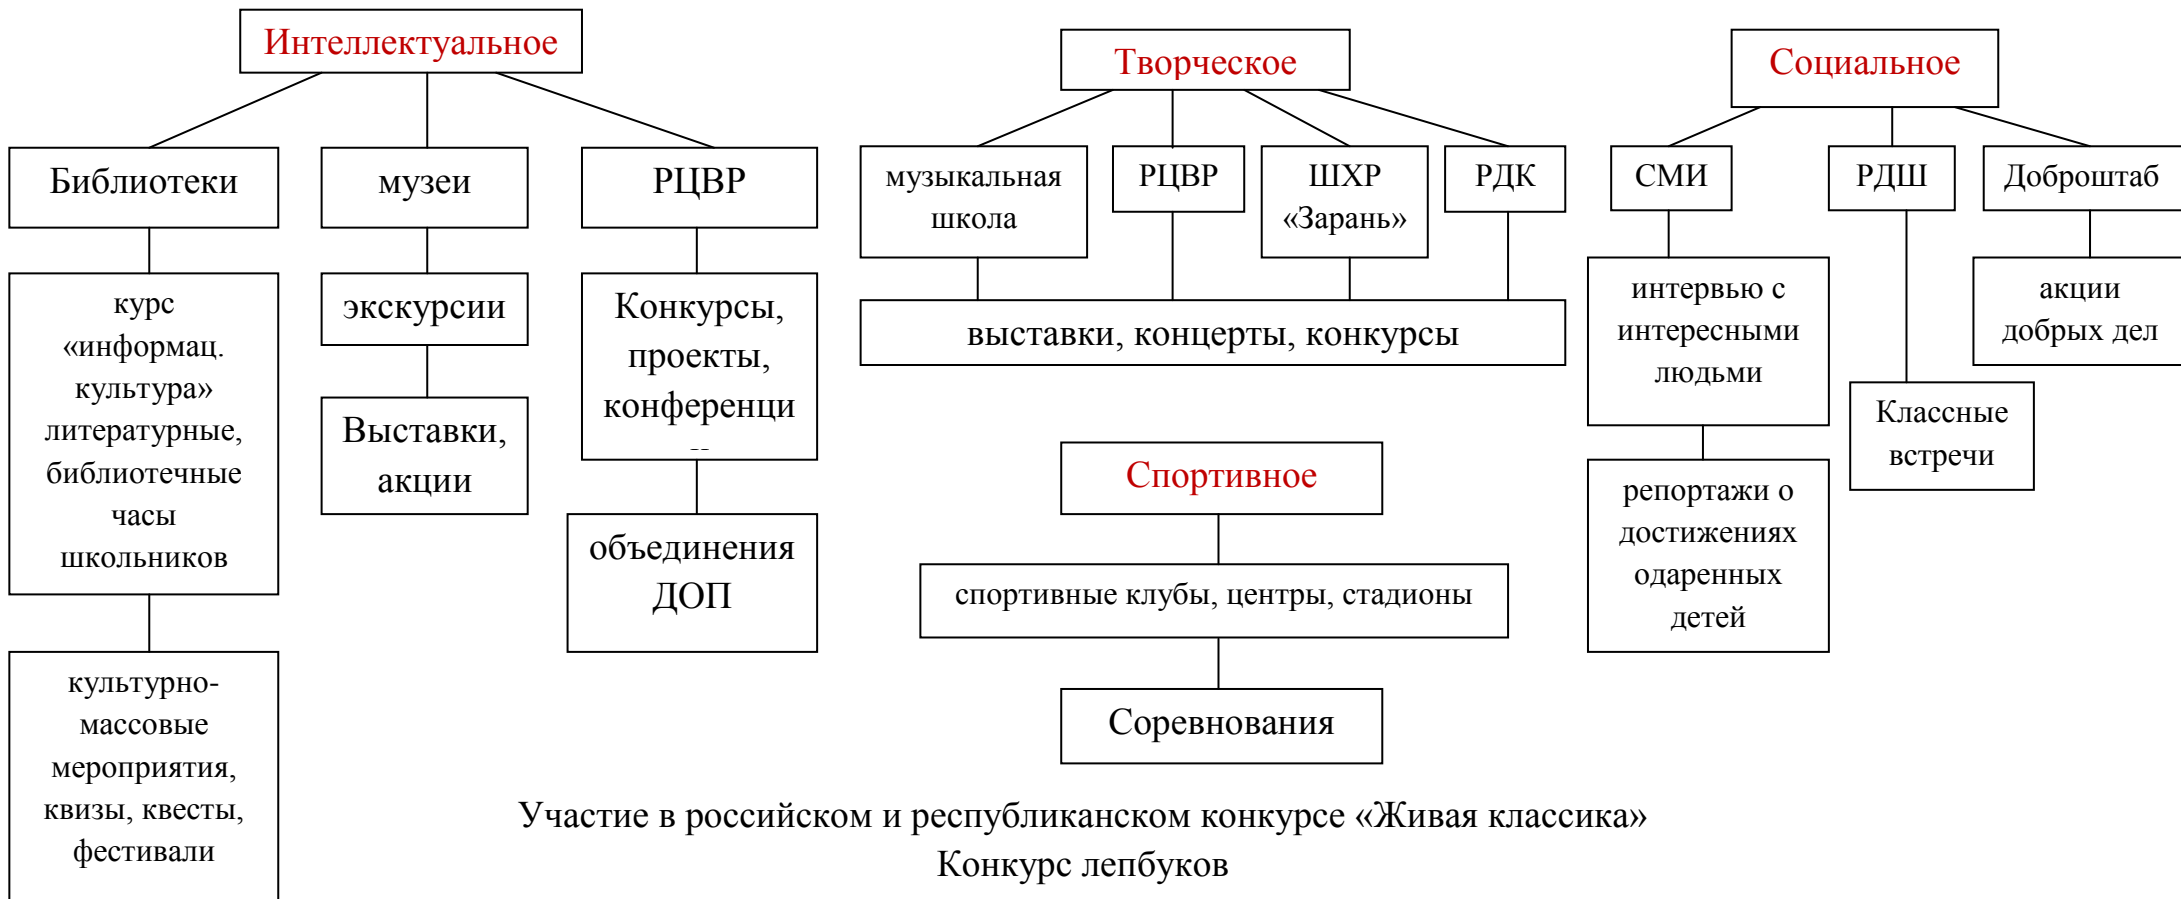 Интеллектуальное
Библиотеки
музеи
РЦВР
курс
«информац.
культура»
литературные,
библиотечные
часы
школьников
экскурсии
Конкурсы,
проекты,
конференци
Выставки,
акции
объединения
ДОП
культурно-
массовые
мероприятия,
квизы, квесты,
фестивали
Творческое
музыкальная
школа
РЦВР
ШХР
«Зарань»
РДК
выставки, концерты, конкурсы
Спортивное
спортивные клубы, центры, стадионы
Соревнования
Социальное
СМИ
РДШ
Доброштаб
интервью с
интересными
людьми
акции
добрых дел
Классные
встречи
репортажи о
достижениях
одаренных
детей
Участие в российском и республиканском конкурсе «Живая классика»
Конкурс лепбуков